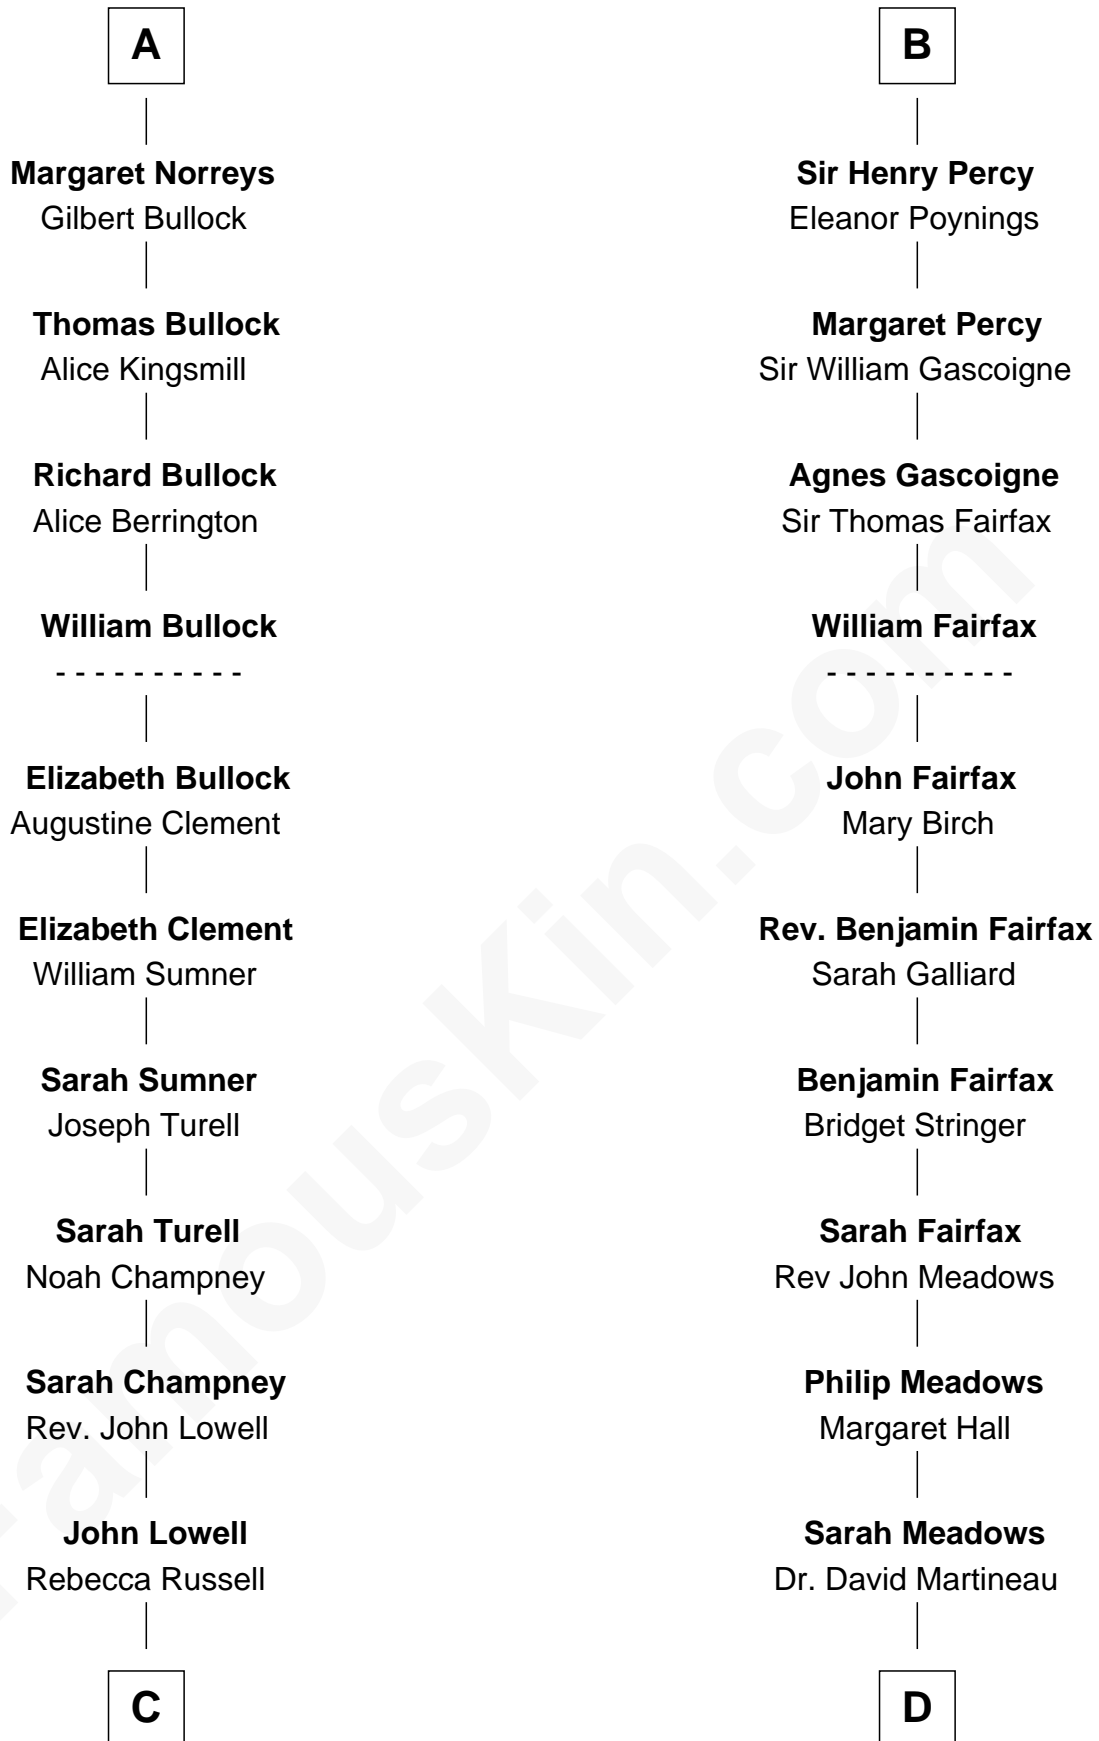 A
Margaret Norreys
Gilbert Bullock
Thomas Bullock
Alice Kingsmill
Richard Bullock
Alice Berrington
William Bullock
- - - - - - - - - -
Elizabeth Bullock
Augustine Clement
Elizabeth Clement
William Sumner
Sarah Sumner
Joseph Turell
Sarah Turell
Noah Champney
Sarah Champney
Rev. John Lowell
John Lowell
Rebecca Russell
C
B
Sir Henry Percy
Eleanor Poynings
Margaret Percy
Sir William Gascoigne
Agnes Gascoigne
Sir Thomas Fairfax
William Fairfax
- - - - - - - - - -
John Fairfax
Mary Birch
Rev. Benjamin Fairfax
Sarah Galliard
Benjamin Fairfax
Bridget Stringer
Sarah Fairfax
Rev John Meadows
Philip Meadows
Margaret Hall
Sarah Meadows
Dr. David Martineau
D
FamousKin.com